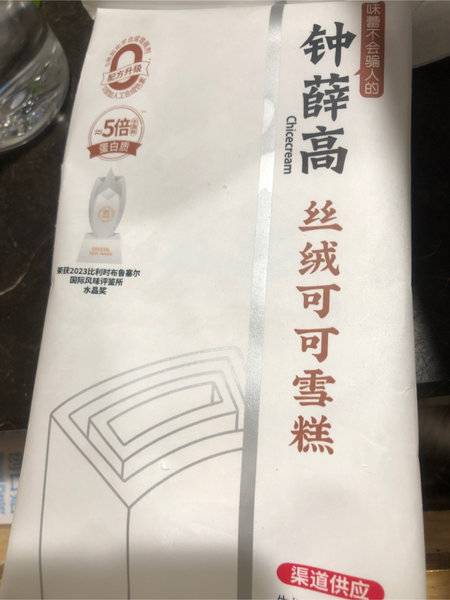 味蕾不会骗人的
钟薛高
Chicecream
丝绒可可雪糕
配方升级
5倍
蛋白质
荣获2023比利时布鲁塞尔
国际风味评鉴所
水晶奖
渠道供应